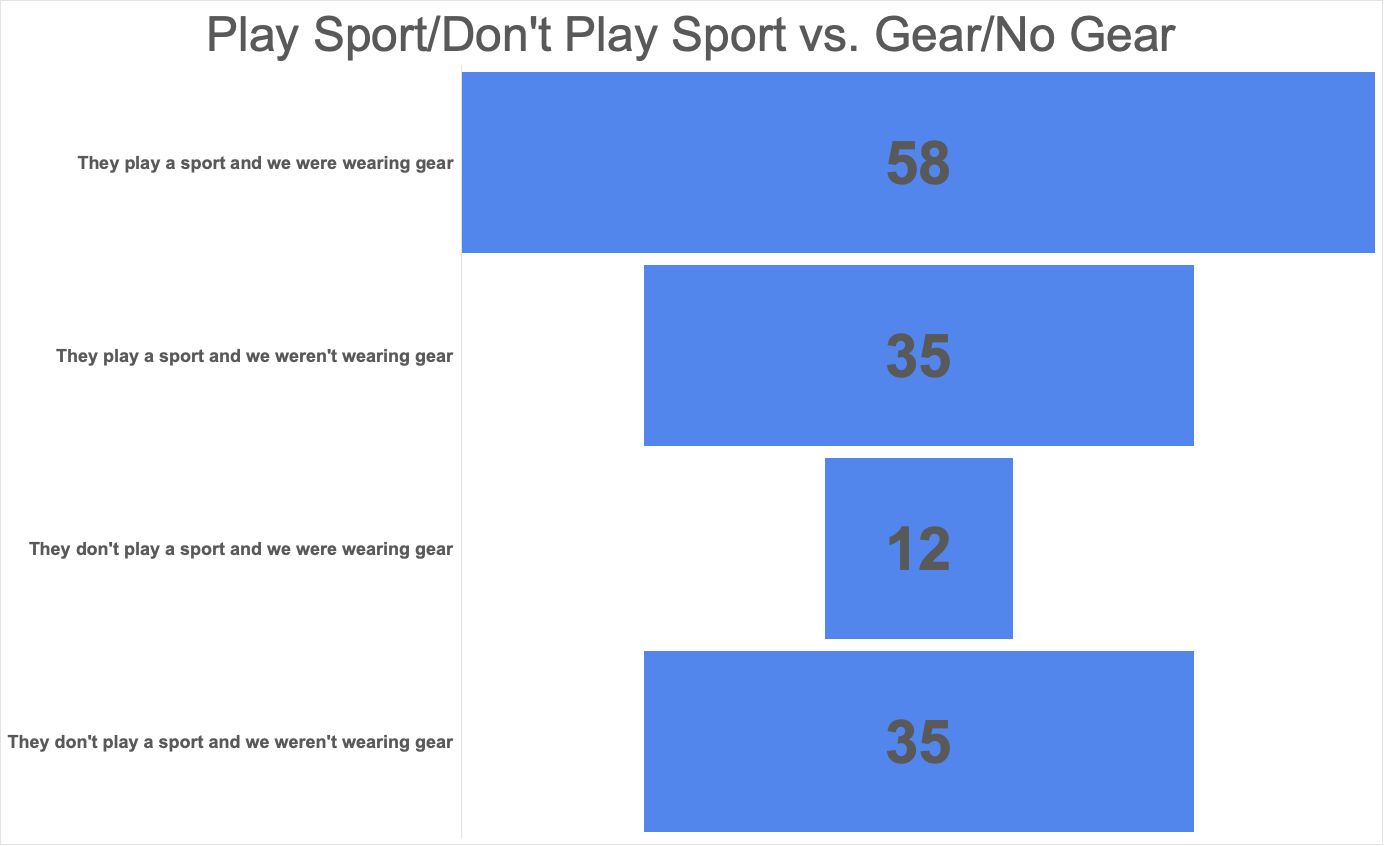 Play Sport/Don't Play Sport vs. Gear/No Gear
They play a sport and we were wearing gear
58
They play a sport and we weren't wearing gear
35
They don't play a sport and we were wearing gear
12
They don't play a sport and we weren't wearing gear
35